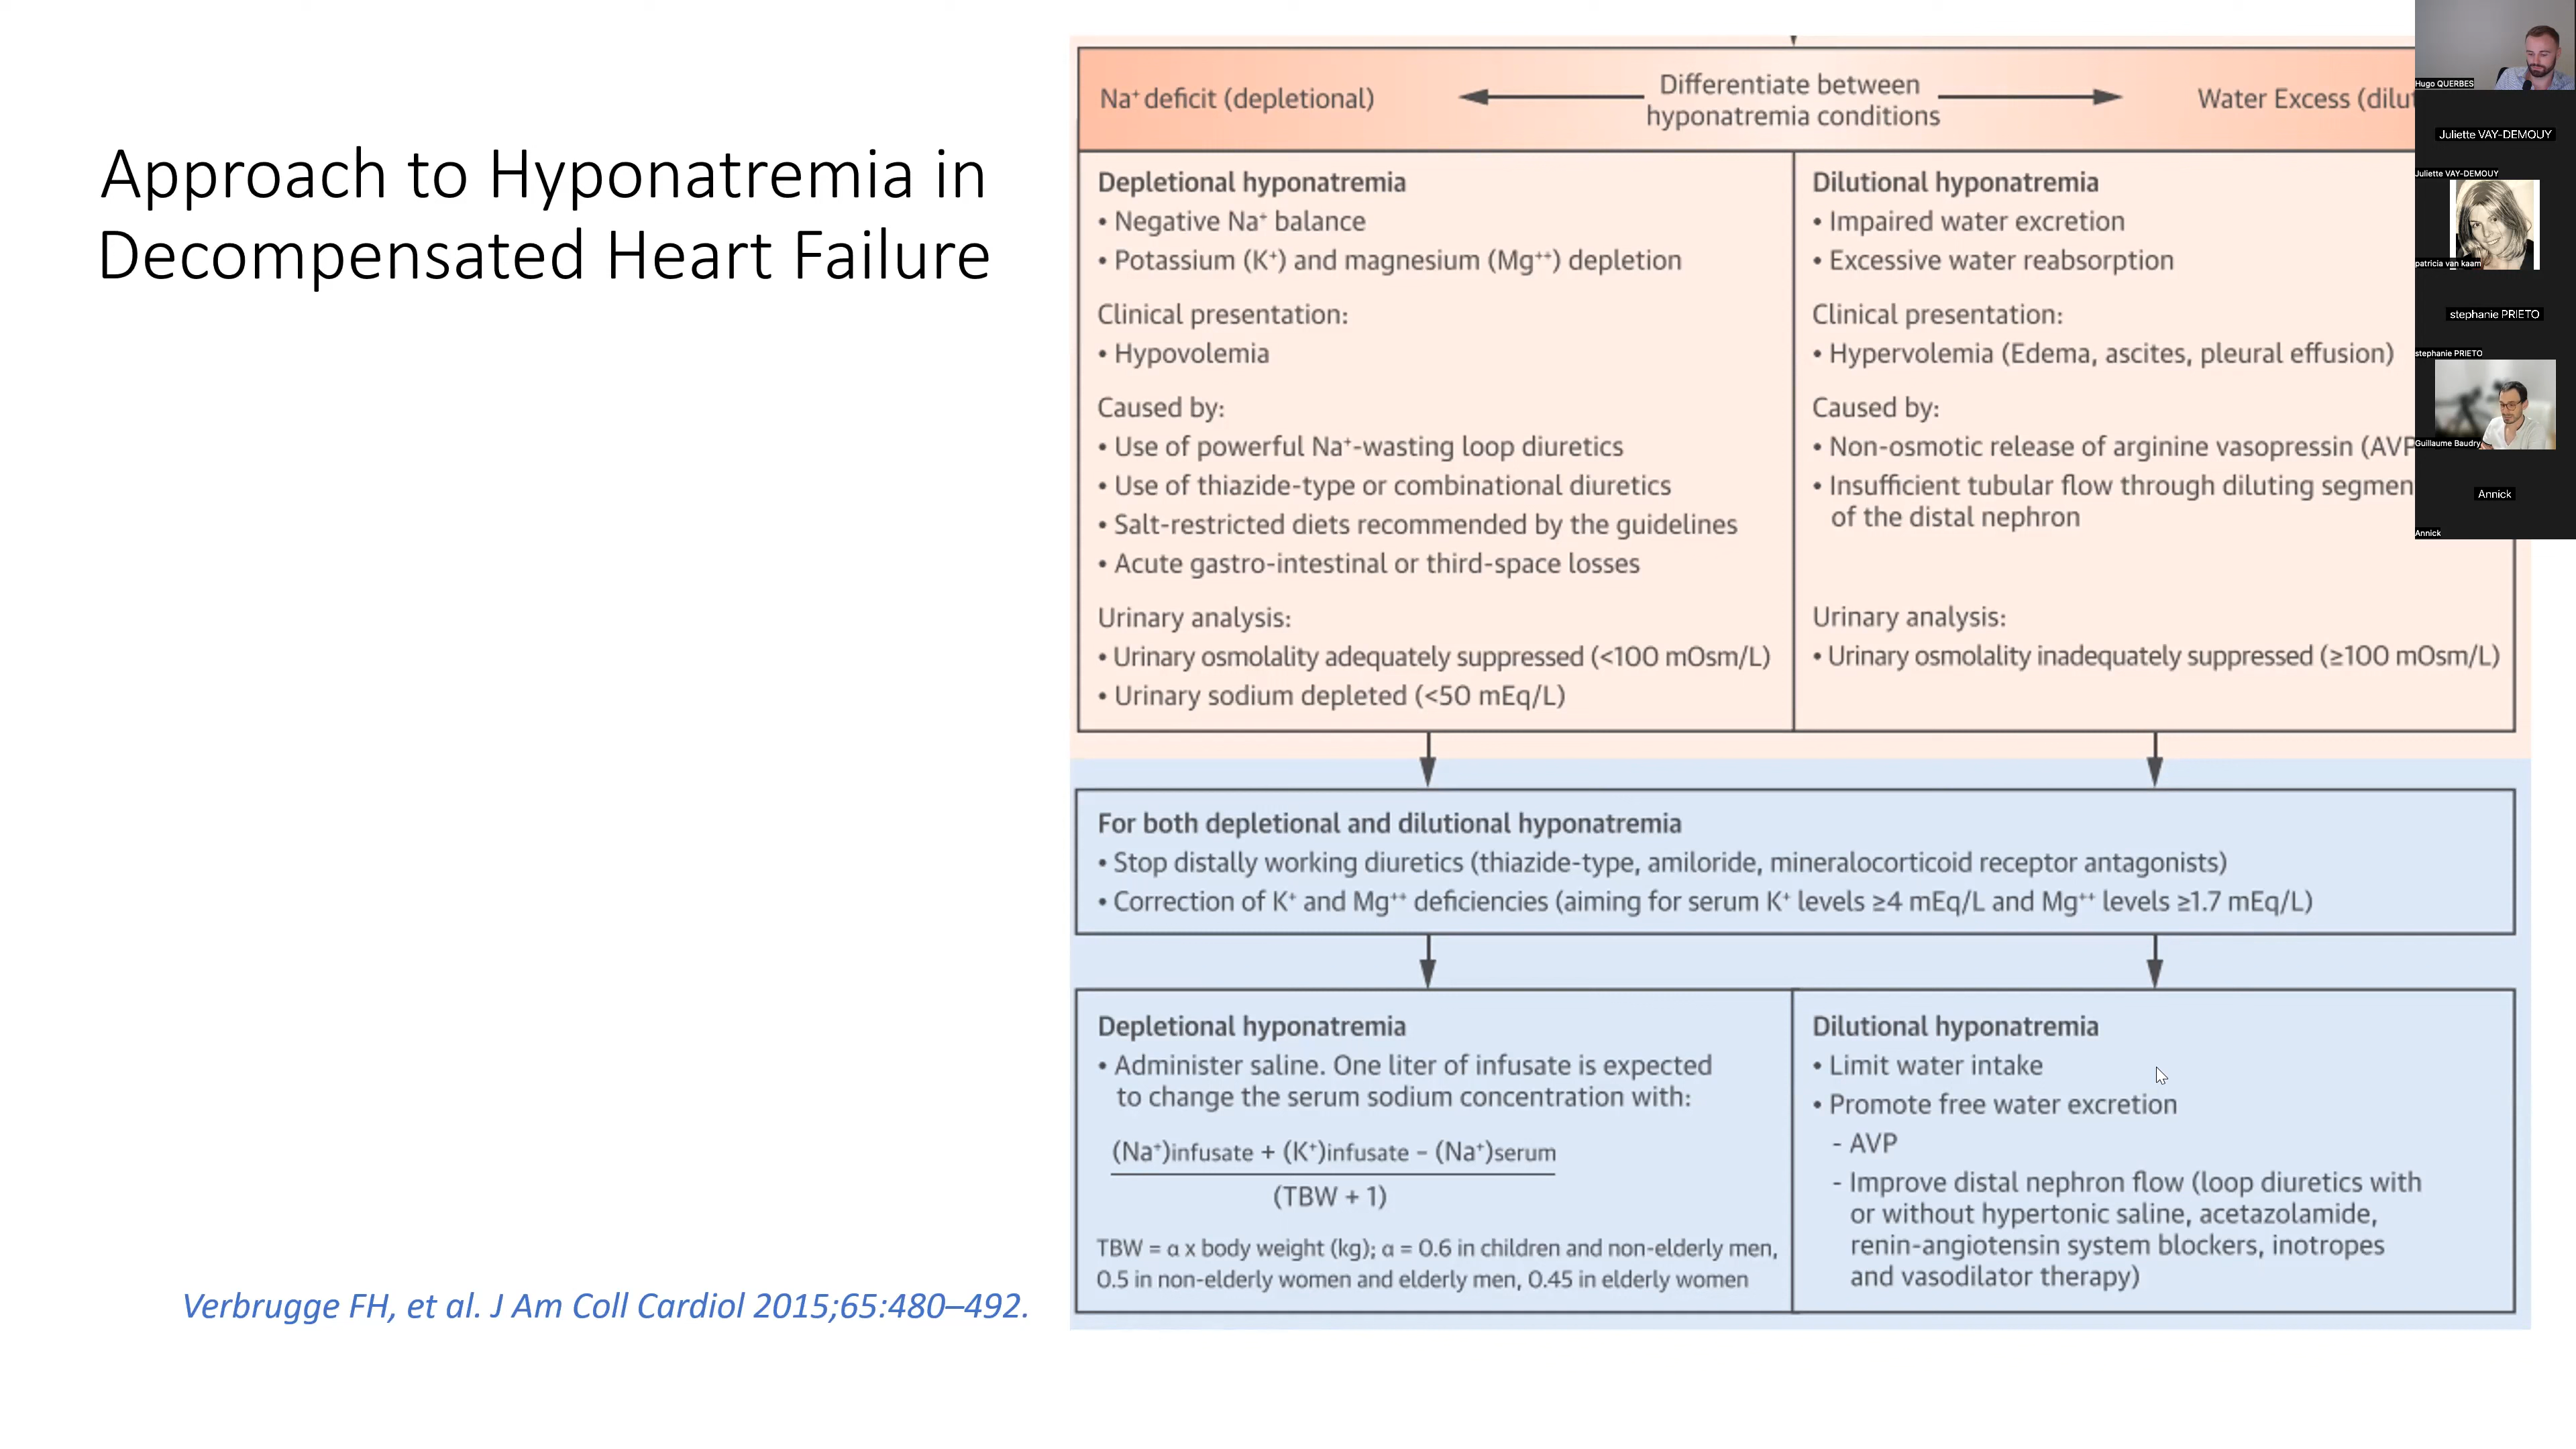 Approach to Hyponatremia in
Decompensated Heart Failure
Verbrugge FH, et al. J Am Coll Cardiol 2015;65:480–492.
Na⁺ deficit (depletional)
Differentiate between
hyponatremia conditions
Water Excess
Depletional hyponatremia
• Negative Na⁺ balance
• Potassium (K⁺) and magnesium (Mg⁺⁺) depletion
Clinical presentation:
• Hypovolemia
Caused by:
• Use of powerful Na⁺-wasting loop diuretics
• Use of thiazide-type or combinational diuretics
• Salt-restricted diets recommended by the guidelines
• Acute gastro-intestinal or third-space losses
Urinary analysis:
• Urinary osmolality adequately suppressed (<100 mOsm/L)
• Urinary sodium depleted (<50 mEq/L)
Dilutional hyponatremia
• Impaired water excretion
• Excessive water reabsorption
Clinical presentation:
• Hypervolemia (Edema, ascites, pleural effusion)
Caused by:
• Non-osmotic release of arginine vasopressin (AVP
• Insufficient tubular flow through diluting
of the distal nephron
Urinary analysis:
• Urinary osmolality inadequately suppressed (≥100 mOsm/L)
For both depletional and dilutional hyponatremia
• Stop distally working diuretics (thiazide-type, amiloride, mineralocorticoid receptor antagonists)
• Correction of K⁺ and Mg⁺⁺ deficiencies (aiming for serum K⁺ levels ≥4 mEq/L and Mg⁺⁺ levels ≥1.7 mEq/L)
Depletional hyponatremia
• Administer saline. One liter of infusate is expected
to change the serum sodium concentration with:
(Na⁺)infusate + (K⁺)infusate – (Na⁺)serum
(TBW + 1)
TBW = α x body weight (kg); α = 0.6 in children and non-elderly men,
0.5 in non-elderly women and elderly men, 0.45 in elderly women
Dilutional hyponatremia
• Limit water intake
• Promote free water excretion
- AVP
- Improve distal nephron flow (loop diuretics with
or without hypertonic saline, acetazolamide,
renin-angiotensin system blockers, inotropes
and vasodilator therapy)
Hugo QUERBES
Juliette VAY-DEMOUY
Juliette VAY-DEMOUY
patricia van kaam
stephanie PRIETO
stephanie PRIETO
Guillaume Baudry
Annick
Annick